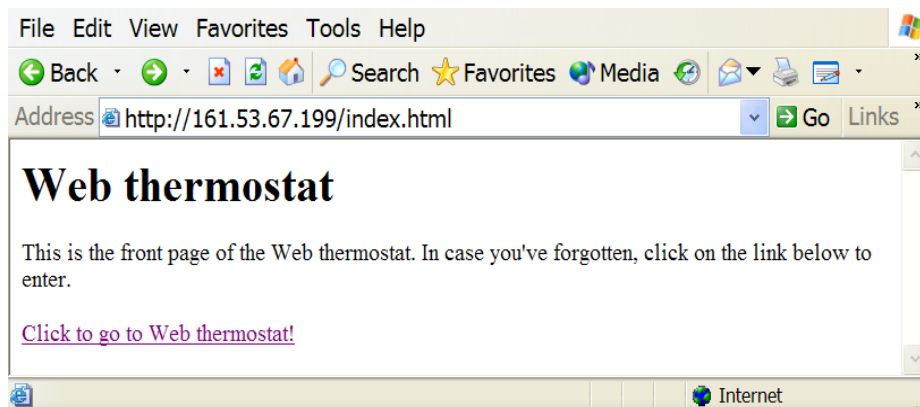 File Edit View Favorites Tools Help
Back Search Favorites Media
Address http://161.53.67.199/index.html Go Links »
Web thermostat
This is the front page of the Web thermostat. In case you've forgotten, click on the link below to
enter.
Click to go to Web thermostat!
Internet